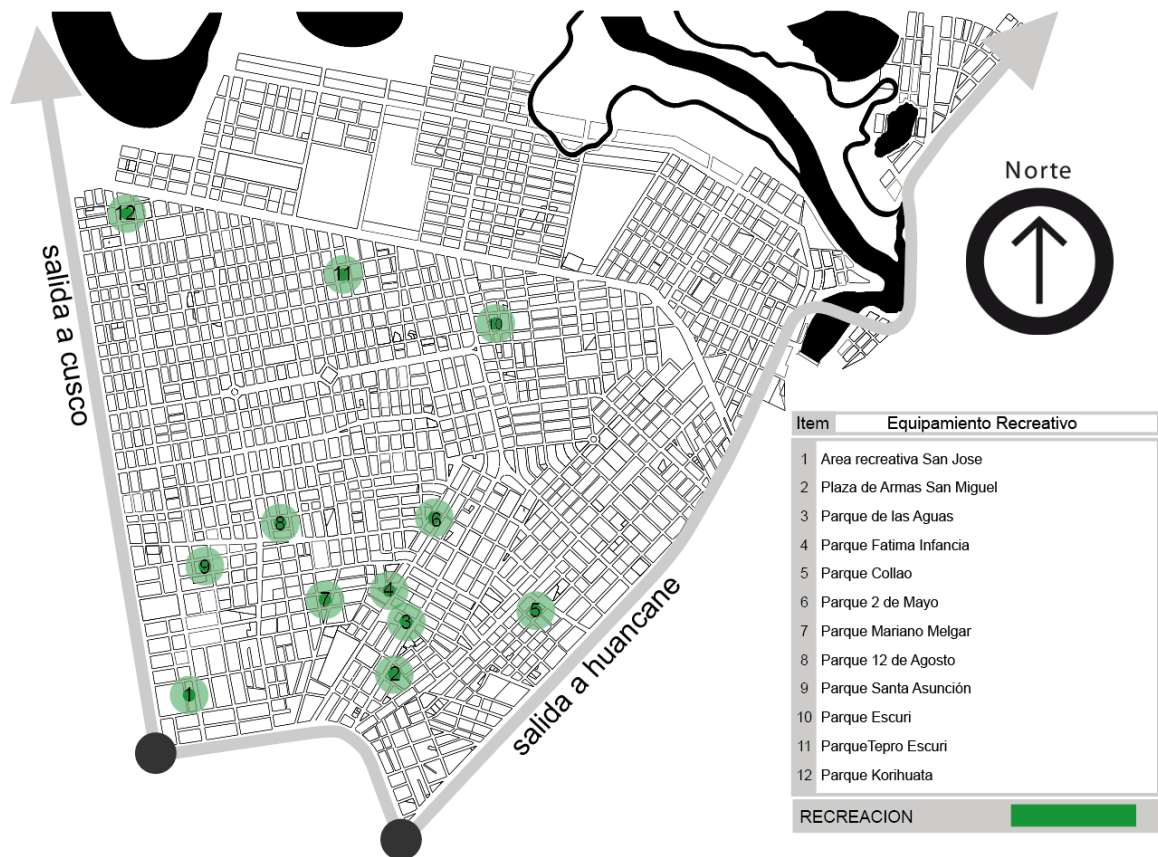 Norte
salida a cusco
salida a huancane
12
11
10
8
6
9
4
7
5
3
2
1
Item Equipamiento Recreativo
1 Area recreativa San Jose
2 Plaza de Armas San Miguel
3 Parque de las Aguas
4 Parque Fatima Infancia
5 Parque Collao
6 Parque 2 de Mayo
7 Parque Mariano Melgar
8 Parque 12 de Agosto
9 Parque Santa Asunción
10 Parque Escuri
11 ParqueTepro Escuri
12 Parque Korihuata
RECREACION